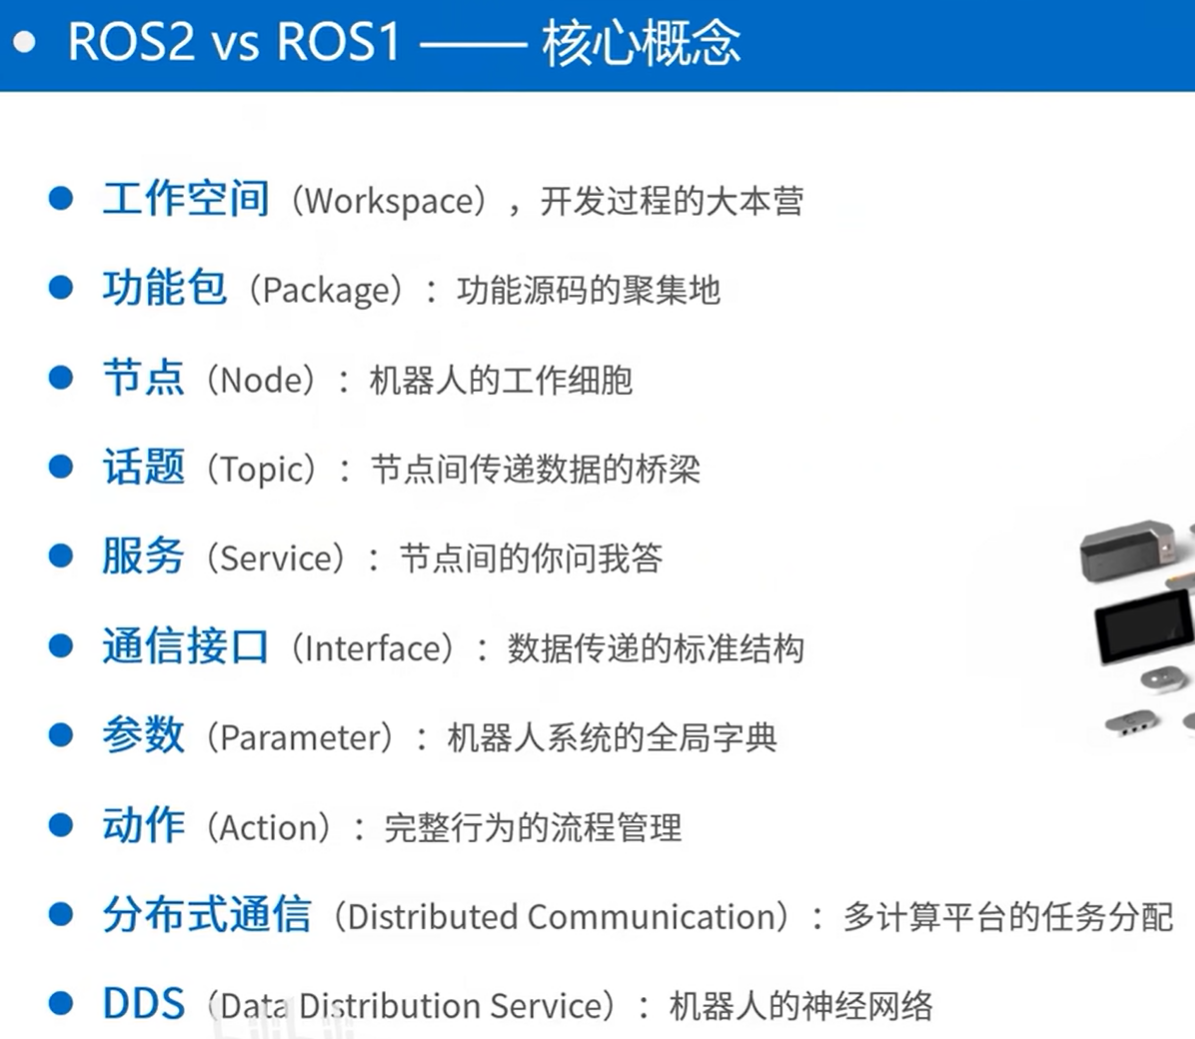 ROS2 vs ROS1 —— 核心概念
工作空间（Workspace），开发过程的大本营
功能包（Package）：功能源码的聚集地
节点（Node）：机器人的工作细胞
话题（Topic）：节点间传递数据的桥梁
服务（Service）：节点间的你问我答
通信接口（Interface）：数据传递的标准结构
参数（Parameter）：机器人系统的全局字典
动作（Action）：完整行为的流程管理
分布式通信（Distributed Communication）：多计算平台的任务分配
DDS（Data Distribution Service）：机器人的神经网络